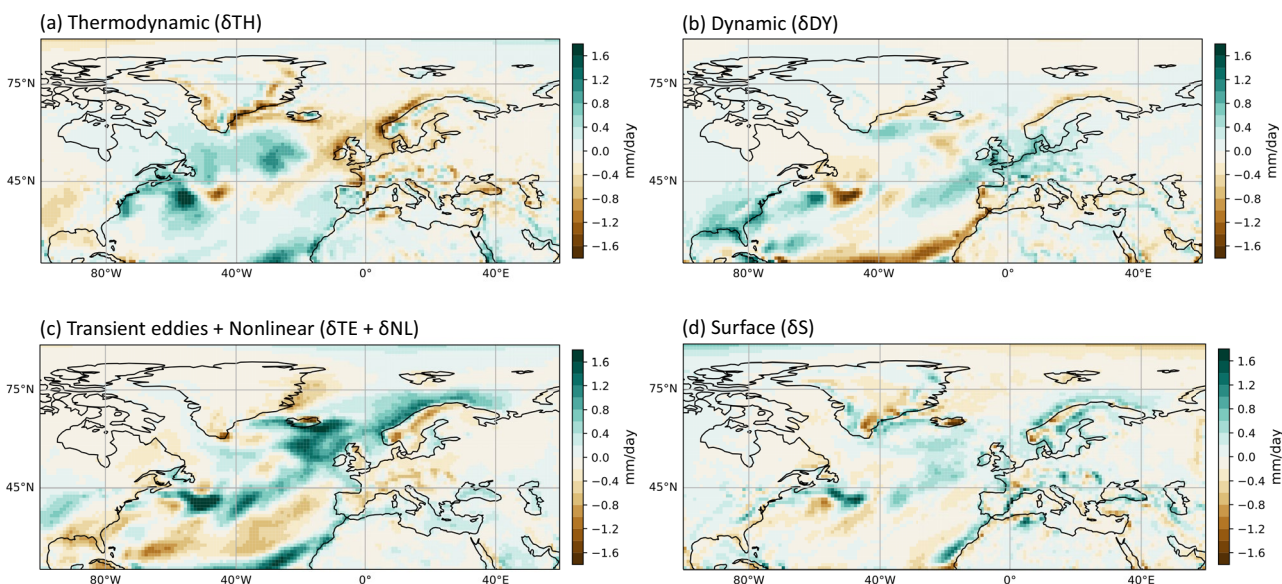 (a) Thermodynamic (δTH)
75°N
45°N
80°W
40°W
0°
40°E
1.6
1.2
0.8
0.4
0.0
−0.4
−0.8
−1.2
−1.6
mm/day
(b) Dynamic (δDY)
75°N
45°N
80°W
40°W
0°
40°E
1.6
1.2
0.8
0.4
0.0
−0.4
−0.8
−1.2
−1.6
mm/day
(c) Transient eddies + Nonlinear (δTE + δNL)
75°N
45°N
80°W
40°W
0°
40°E
1.6
1.2
0.8
0.4
0.0
−0.4
−0.8
−1.2
−1.6
mm/day
(d) Surface (δS)
75°N
45°N
80°W
40°W
0°
40°E
1.6
1.2
0.8
0.4
0.0
−0.4
−0.8
−1.2
−1.6
mm/day